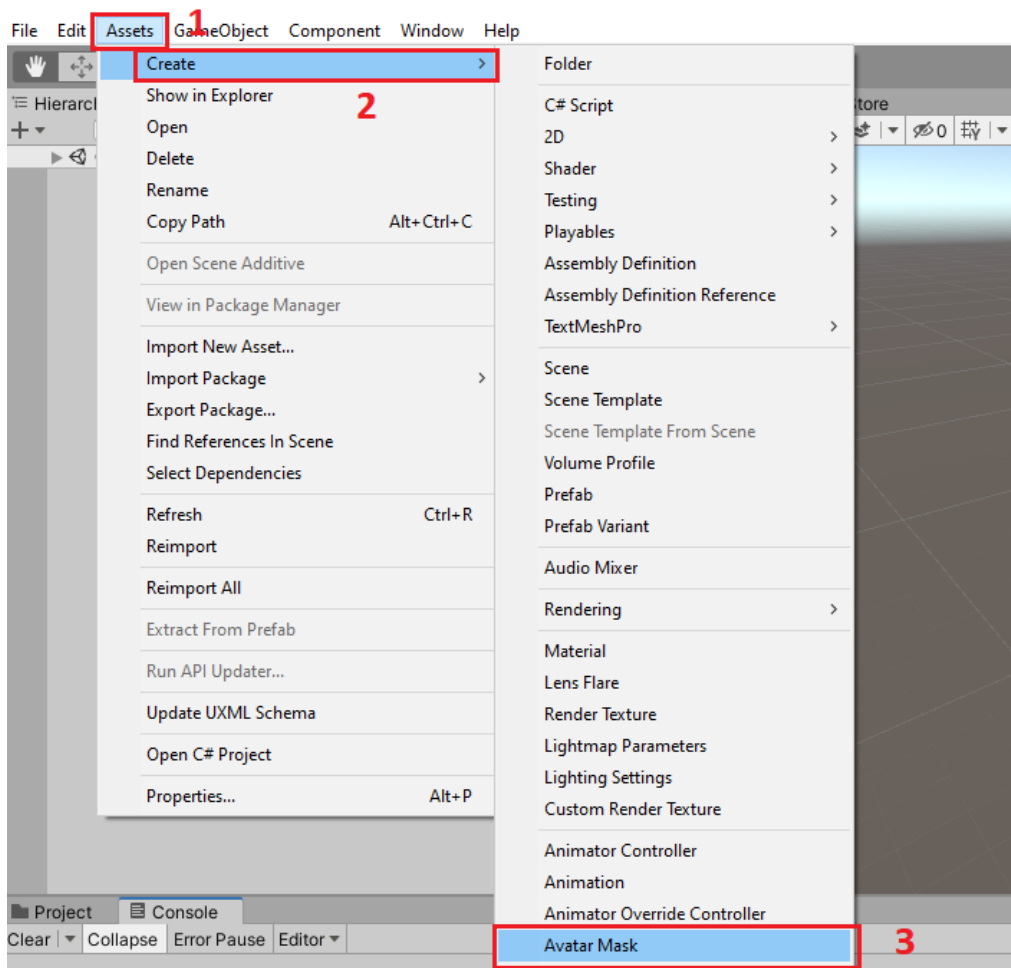 1
File Edit Assets GameObject Component Window Help
Create
2
Show in Explorer
Open
Delete
Rename
Copy Path Alt+Ctrl+C
Open Scene Additive
View in Package Manager
Import New Asset...
Import Package
Export Package...
Find References In Scene
Select Dependencies
Refresh Ctrl+R
Reimport
Reimport All
Extract From Prefab
Run API Updater...
Update UXML Schema
Open C# Project
Properties... Alt+P
Folder
C# Script
2D
Shader
Testing
Playables
Assembly Definition
Assembly Definition Reference
TextMeshPro
Scene
Scene Template
Scene Template From Scene
Volume Profile
Prefab
Prefab Variant
Audio Mixer
Rendering
Material
Lens Flare
Render Texture
Lightmap Parameters
Lighting Settings
Custom Render Texture
Animator Controller
Animation
Animator Override Controller
Avatar Mask
3
Hierarc
tore
0
Project Console
Clear Collapse Error Pause Editor